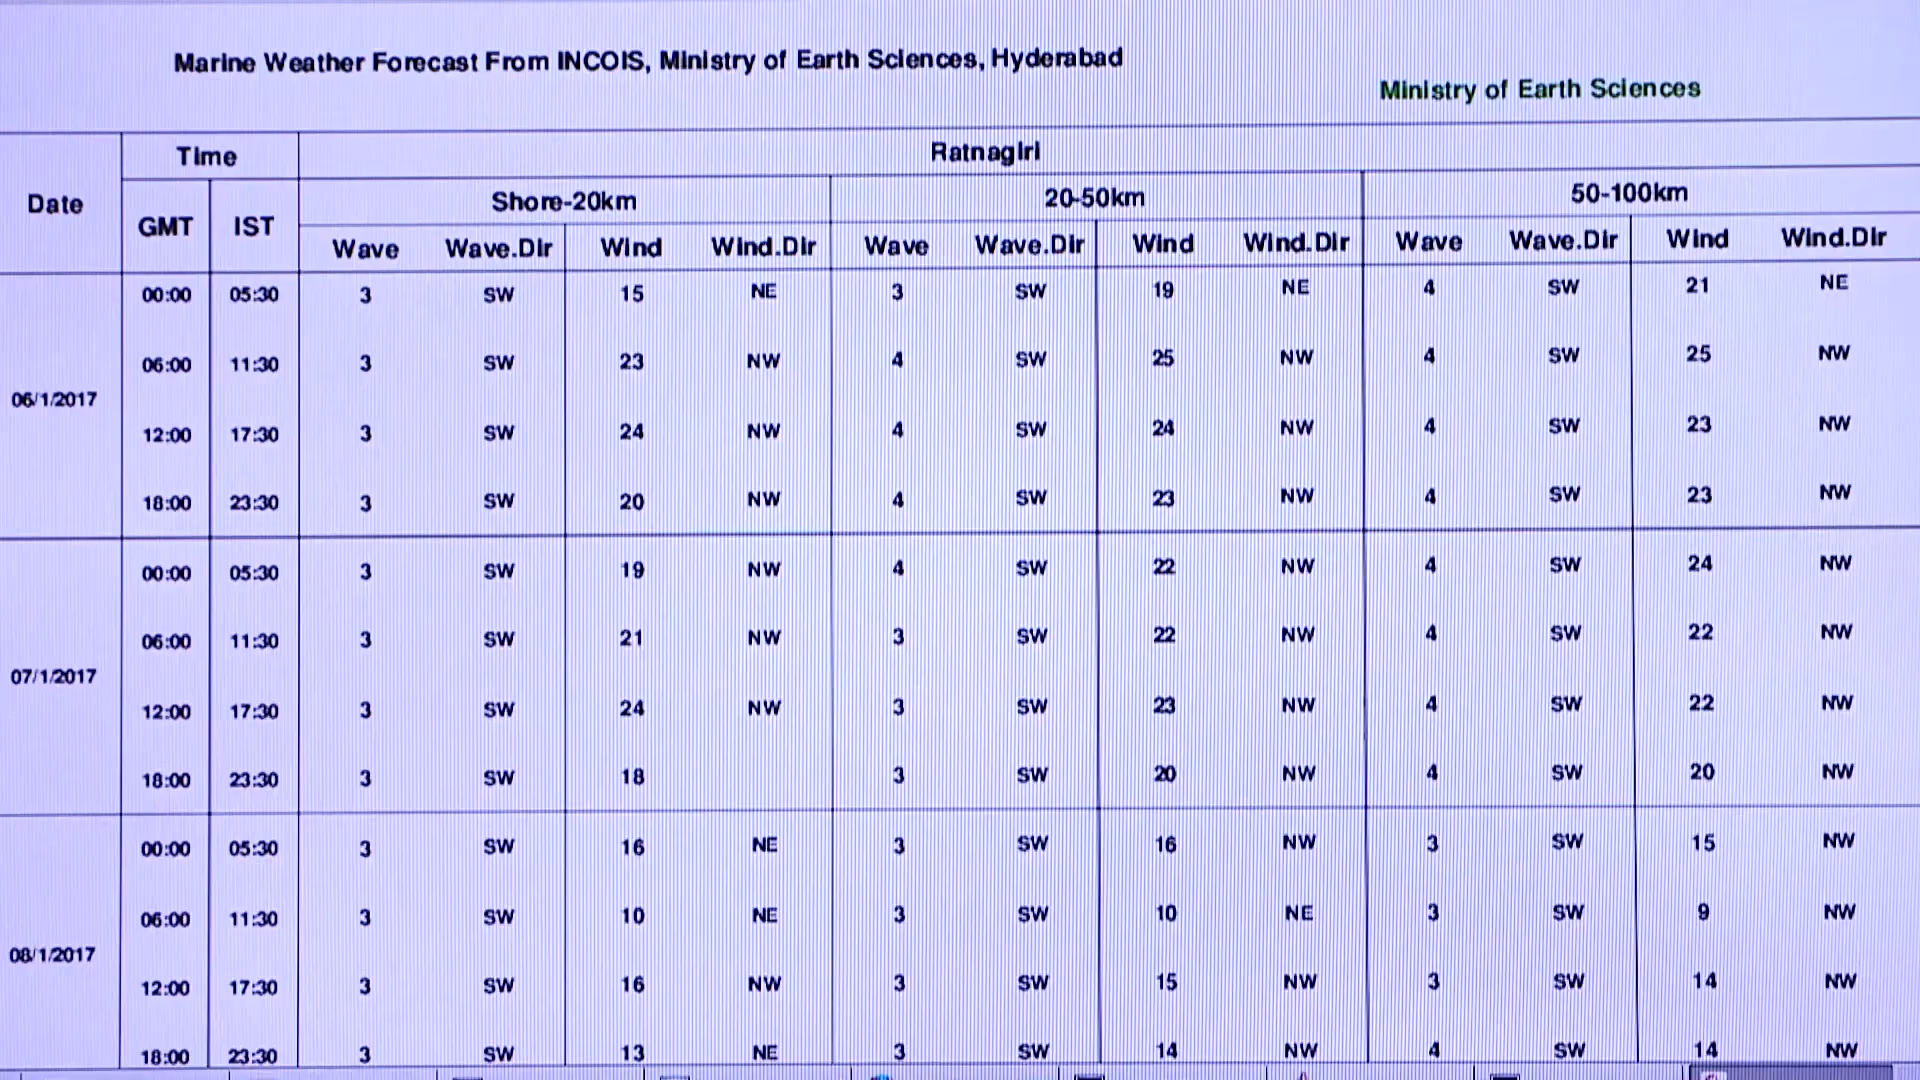 Marine Weather Forecast From INCOIS, Ministry of Earth Sciences, Hyderabad
Ministry of Earth Sciences
Date Time Ratnagiri
GMT IST Shore-20km 20-50km 50-100km
Wave Wave.Dir Wind Wind.Dir Wave Wave.Dir Wind Wind.Dir Wave Wave.Dir Wind Wind.Dir
06/1/2017
00:00 05:30 3 SW 15 NE 3 SW 19 NE 4 SW 21 NE
06:00 11:30 3 SW 23 NW 4 SW 25 NW 4 SW 25 NW
12:00 17:30 3 SW 24 NW 4 SW 24 NW 4 SW 23 NW
18:00 23:30 3 SW 20 NW 4 SW 23 NW 4 SW 23 NW
07/1/2017
00:00 05:30 3 SW 19 NW 4 SW 22 NW 4 SW 24 NW
06:00 11:30 3 SW 21 NW 3 SW 22 NW 4 SW 22 NW
12:00 17:30 3 SW 24 NW 3 SW 23 NW 4 SW 22 NW
18:00 23:30 3 SW 18 3 SW 20 NW 4 SW 20 NW
08/1/2017
00:00 05:30 3 SW 16 NE 3 SW 16 NW 3 SW 15 NW
06:00 11:30 3 SW 10 NE 3 SW 10 NE 3 SW 9 NW
12:00 17:30 3 SW 16 NW 3 SW 15 NW 3 SW 14 NW
18:00 23:30 3 SW 13 NE 3 SW 14 NW 4 SW 14 NW